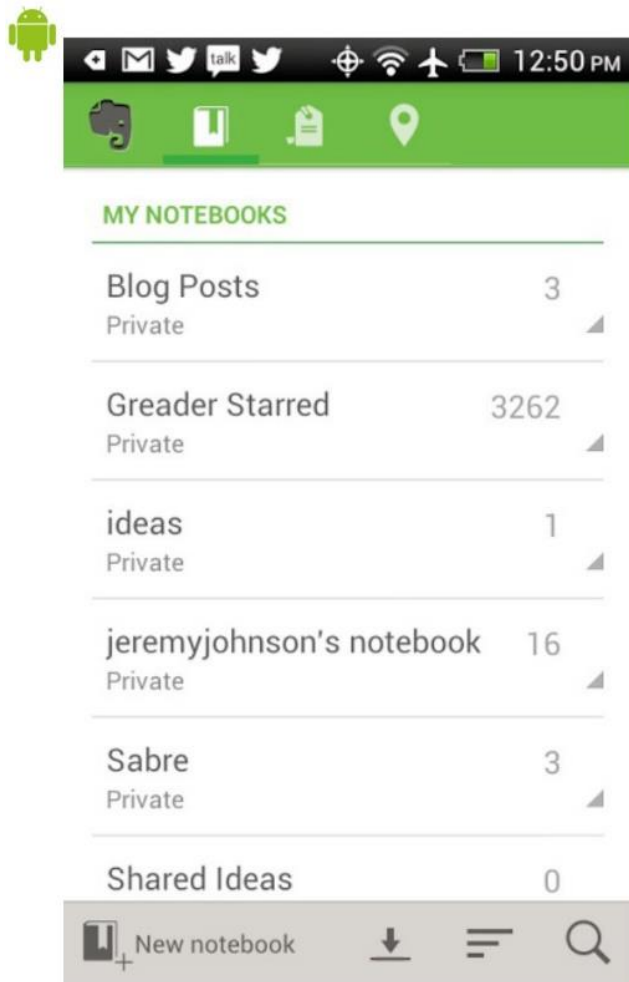 talk
12:50 PM
MY NOTEBOOKS
Blog Posts 3
Private
Greader Starred 3262
Private
ideas 1
Private
jeremyjohnson's notebook 16
Private
Sabre 3
Private
Shared Ideas 0
New notebook